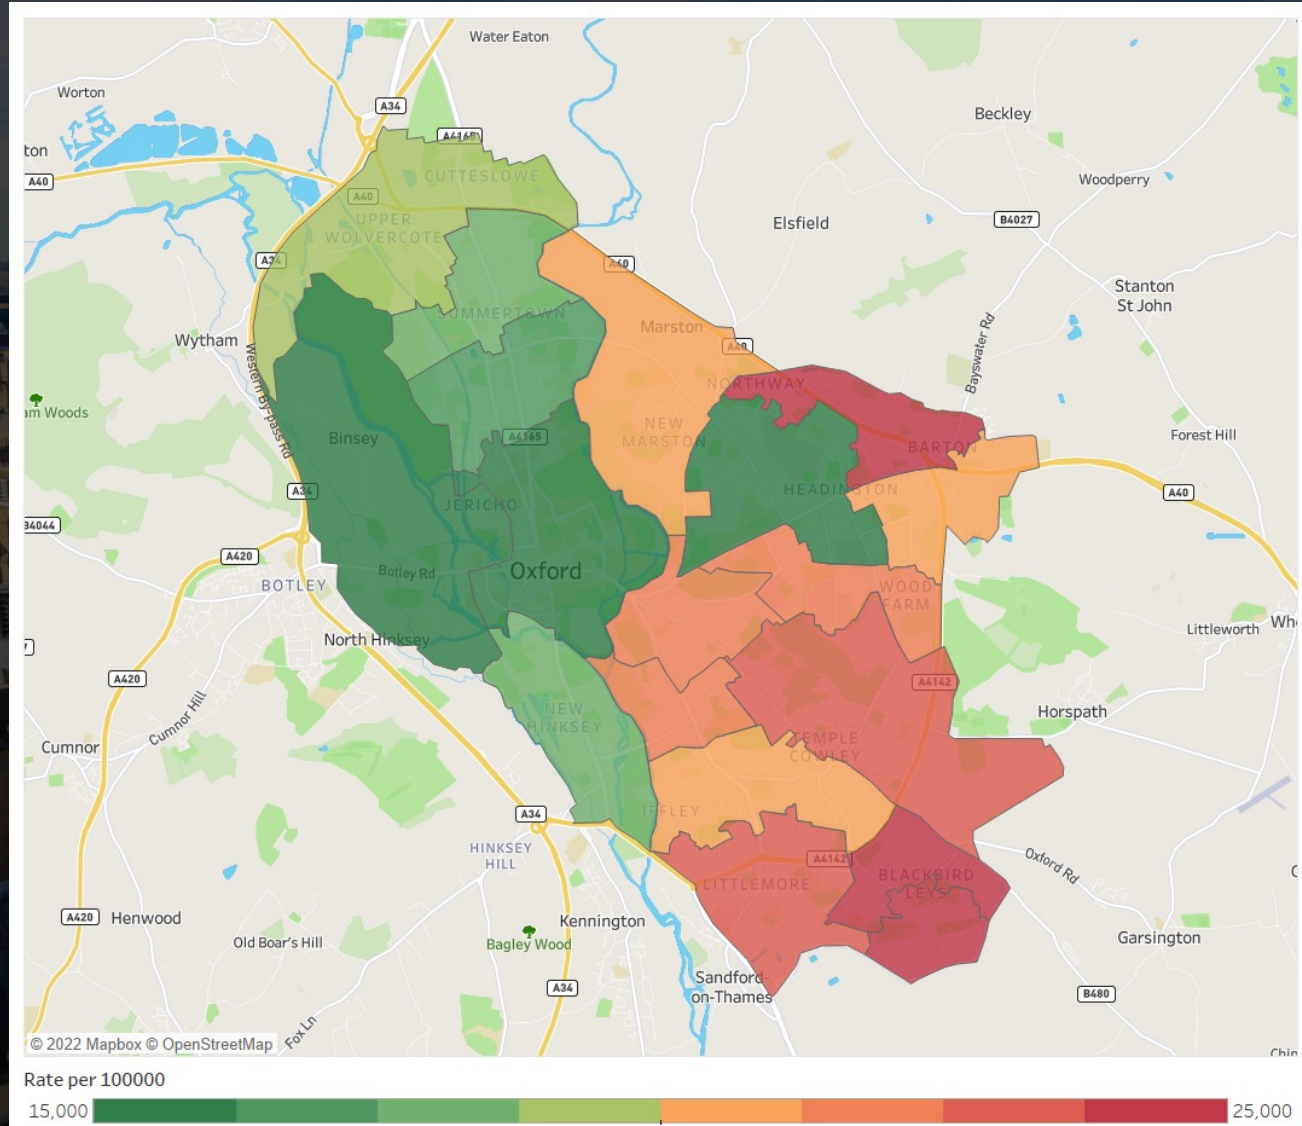 Water Eaton
Worton
A34
A4165
Beckley
ton
A40
CUTTESLOWE
Woodperry
A40
UPPER
WOLVERCOTE
Elsfield
B4027
A34
A40
Stanton
St John
SUMMERTOWN
Marston
Wytham
A40
Bayswater Rd
Western By-pass Rd
NORTHWAY
am Woods
NEW
MARSTON
Binsey
A4165
BARTON
Forest Hill
A34
JERICHO
HEADINGTON
A40
B4044
A420
Botley Rd
Oxford
BOTLEY
WOOD
FARM
North Hinksey
Littleworth
Whe
A420
A4142
Cumnor Hill
NEW
HINKSEY
Horspath
Cumnor
TEMPLE
COWLEY
A34
IFFLEY
HINKSEY
HILL
A4142
Oxford Rd
LITTLEMORE
BLACKBIRD
LEYS
A420
Henwood
Kennington
Old Boar's Hill
Bagley Wood
Garsington
Sandford-
on-Thames
A34
B480
Fox Ln
© 2022 Mapbox © OpenStreetMap
Chip
Rate per 100000
15,000
25,000